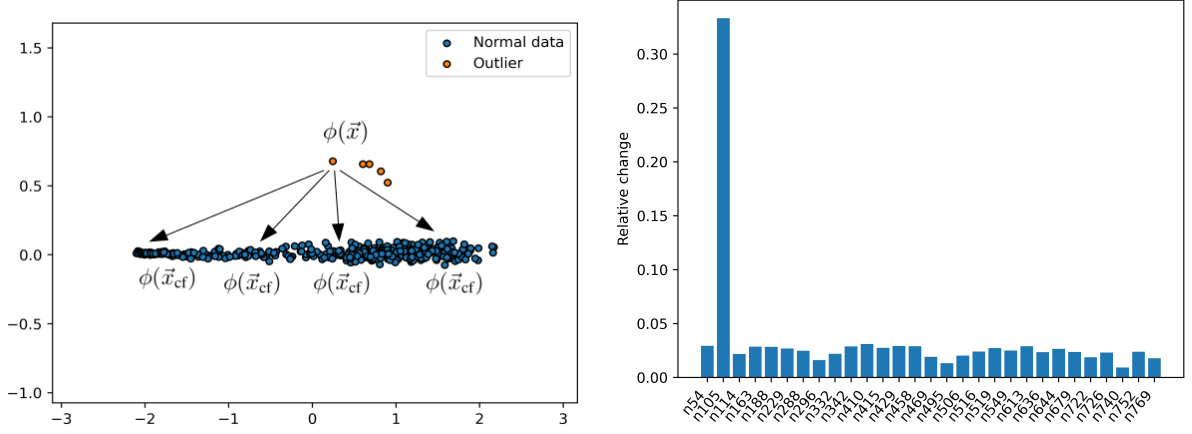 Normal data
Outlier
1.5
1.0
0.5
0.0
−0.5
−1.0
ϕ(x⃗)
ϕ(x⃗cf) ϕ(x⃗cf) ϕ(x⃗cf) ϕ(x⃗cf)
−3 −2 −1 0 1 2 3
Relative change
0.30
0.25
0.20
0.15
0.10
0.05
0.00
n54 n105 n114 n163 n188 n229 n288 n296 n332 n342 n410 n415 n429 n458 n469 n495 n506 n516 n519 n549 n613 n636 n644 n679 n722 n726 n740 n752 n769